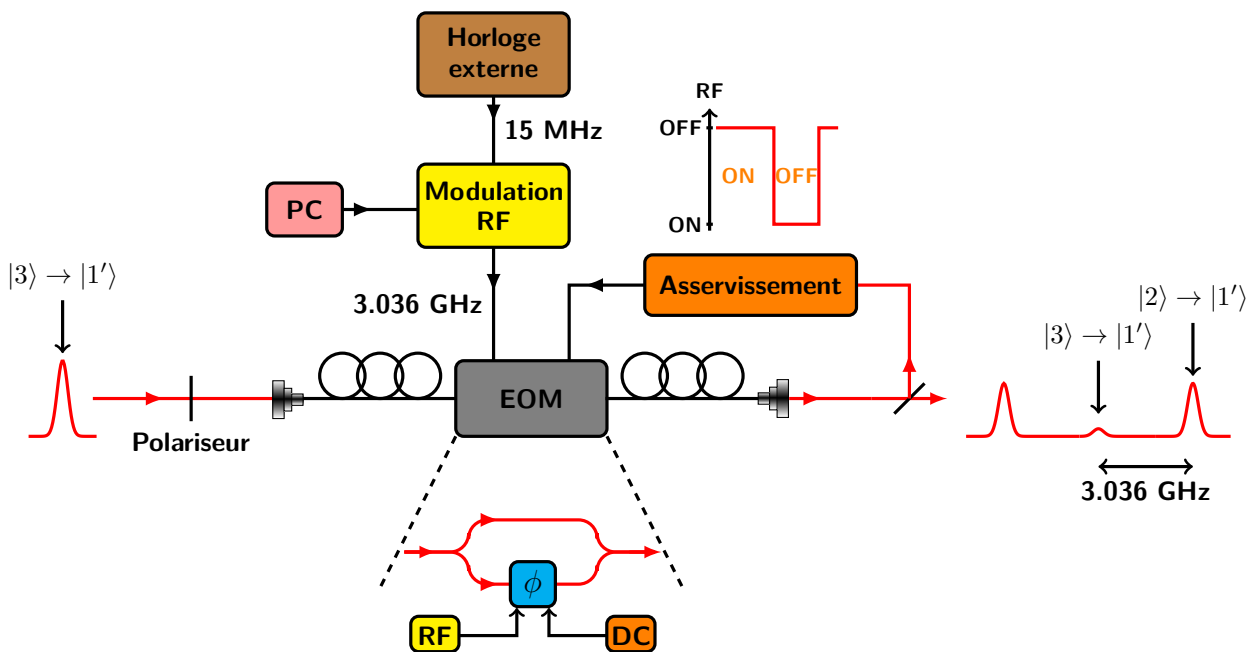 Horloge
externe
15 MHz
RF
OFF
ON
OFF
ON
PC
Modulation
RF
Asservissement
3.036 GHz
|3⟩ → |1′⟩
|2⟩ → |1′⟩
|3⟩ → |1′⟩
EOM
Polariseur
3.036 GHz
ϕ
RF
DC